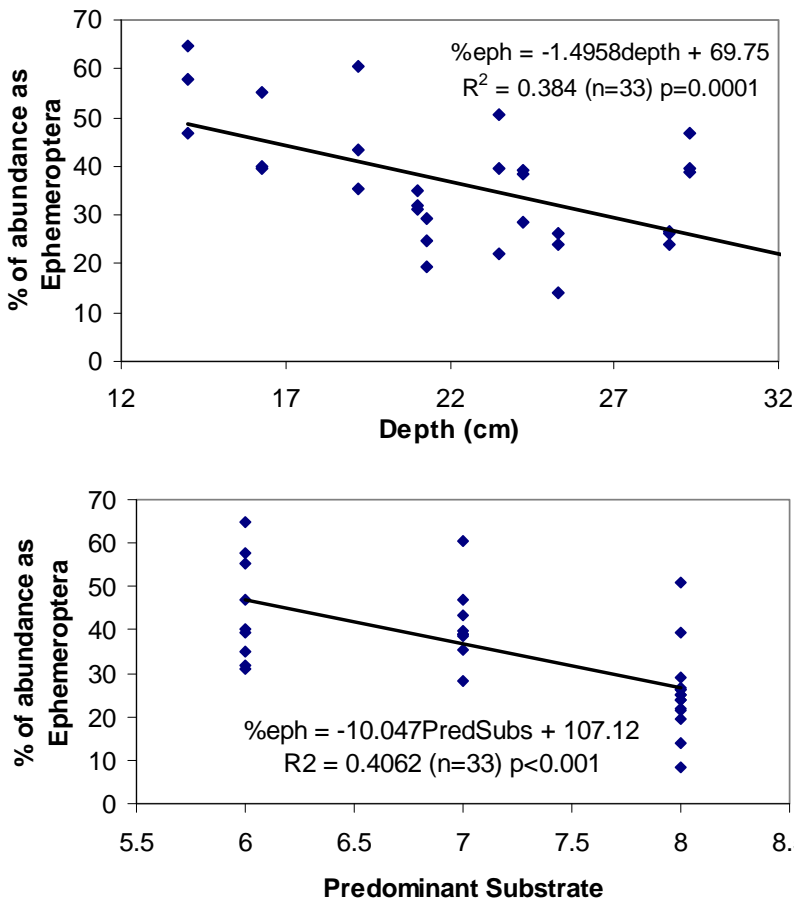 70
%eph = -1.4958depth + 69.75
60
R2 = 0.384 (n=33) p=0.0001
50
40
30
20
10
0
% of abundance as
Ephemeroptera
12 17 22 27 32
Depth (cm)
70
60
50
40
30
20
%eph = -10.047PredSubs + 107.12
10
R2 = 0.4062 (n=33) p<0.001
0
% of abundance as
Ephemeroptera
5.5 6 6.5 7 7.5 8 8.
Predominant Substrate